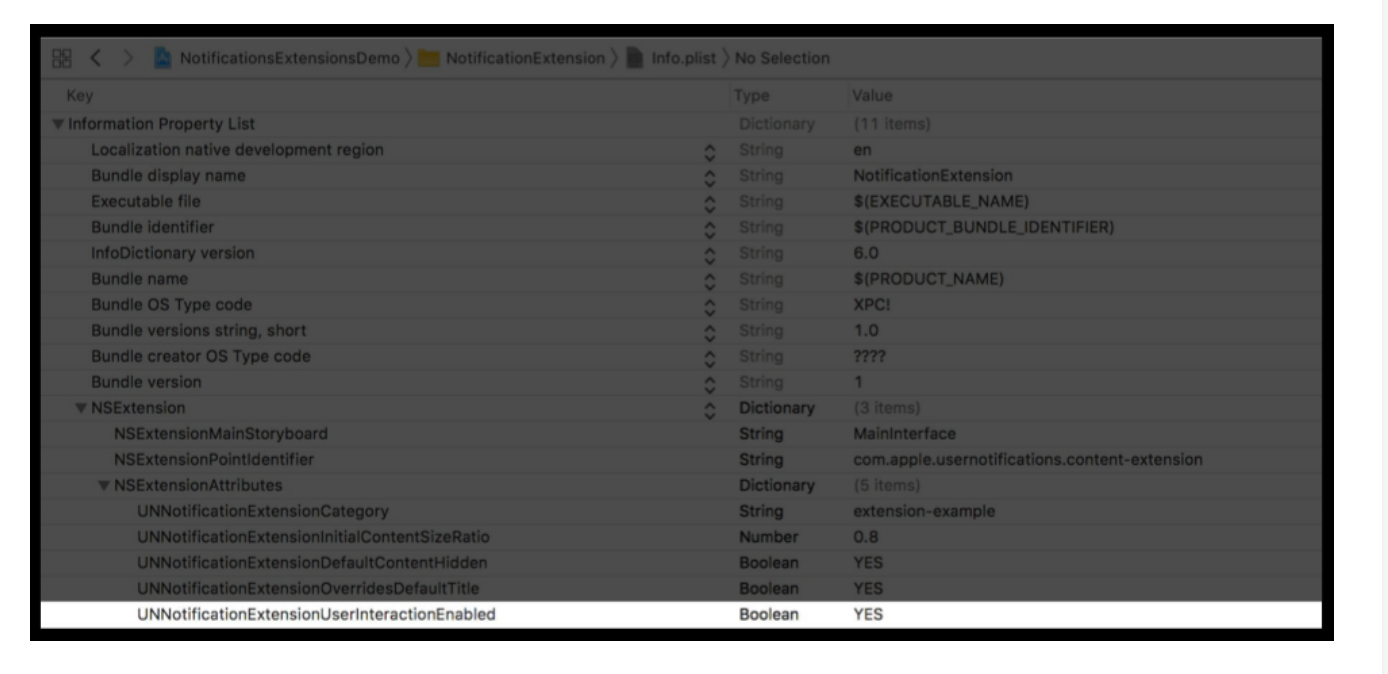 NotificationsExtensionsDemo NotificationExtension Info.plist No Selection
Key Type Value
Information Property List Dictionary (11 items)
Localization native development region String en
Bundle display name String NotificationExtension
Executable file String $(EXECUTABLE_NAME)
Bundle identifier String $(PRODUCT_BUNDLE_IDENTIFIER)
InfoDictionary version String 6.0
Bundle name String $(PRODUCT_NAME)
Bundle OS Type code String XPC!
Bundle versions string, short String 1.0
Bundle creator OS Type code String ????
Bundle version String 1
NSExtension Dictionary (3 items)
NSExtensionMainStoryboard String MainInterface
NSExtensionPointIdentifier String com.apple.usernotifications.content-extension
NSExtensionAttributes Dictionary (5 items)
UNNotificationExtensionCategory String extension-example
UNNotificationExtensionInitialContentSizeRatio Number 0.8
UNNotificationExtensionDefaultContentHidden Boolean YES
UNNotificationExtensionOverridesDefaultTitle Boolean YES
UNNotificationExtensionUserInteractionEnabled Boolean YES